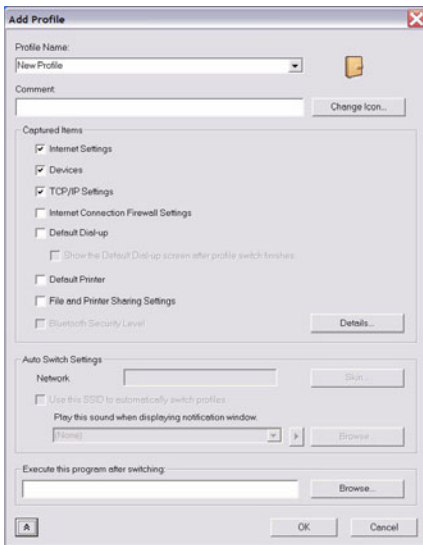 Add Profile
Profile Name:
New Profile
Comment:
Change Icon...
Captured Items
Internet Settings
Devices
TCP/IP Settings
Internet Connection Firewall Settings
Default Dial-up
Show the Default Dial-up screen after profile switch finishes
Default Printer
File and Printer Sharing Settings
Bluetooth Security Level
Details...
Auto Switch Settings
Network
Skin...
Use this SSID to automatically switch profiles
Play this sound when displaying notification window.
(None)
Browse
Execute this program after switching:
Browse...
OK
Cancel